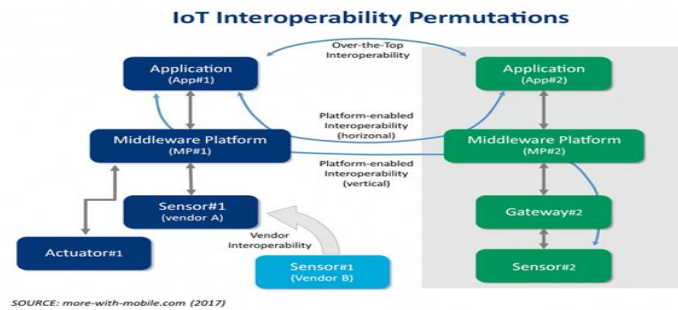 IoT Interoperability Permutations
Over-the-Top
Interoperability
Application
(App#1)
Application
(App#2)
Platform-enabled
Interoperability
(horizonal)
Middleware Platform
(MP#1)
Middleware Platform
(MP#2)
Platform-enabled
Interoperability
(vertical)
Sensor#1
(vendor A)
Gateway#2
Vendor
Interoperability
Actuator#1
Sensor#1
(Vendor B)
Sensor#2
SOURCE: more-with-mobile.com (2017)